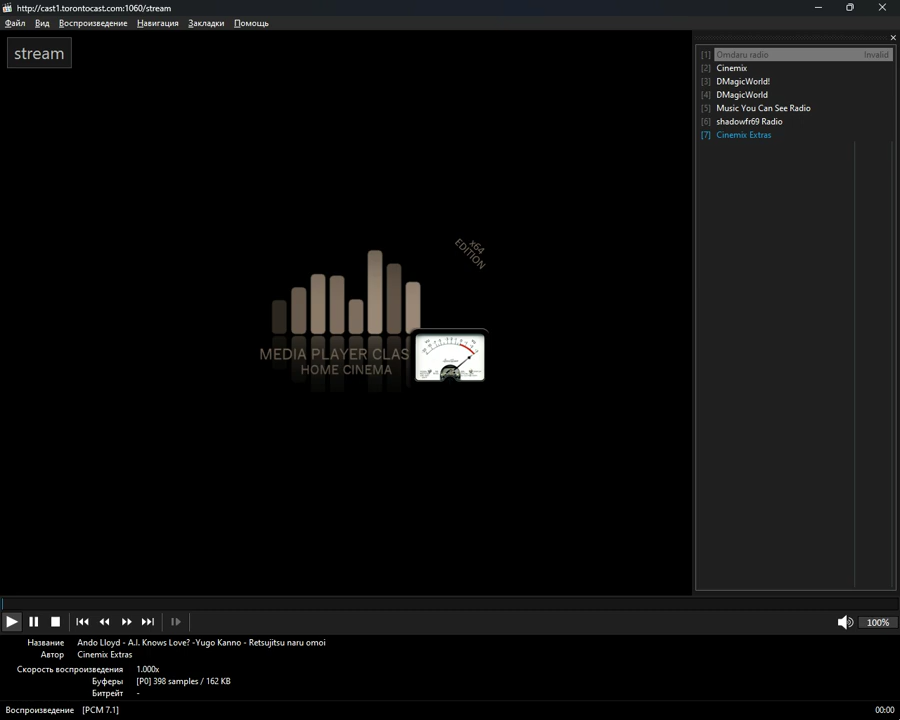 http://cast1.torontocast.com:1060/stream
Файл Вид Воспроизведение Навигация Закладки Помощь
stream
[1] Omdaru radio Invalid
[2] Cinemix
[3] DMagicWorld!
[4] DMagicWorld
[5] Music You Can See Radio
[6] shadowfr69 Radio
[7] Cinemix Extras
x64
EDITION
MEDIA PLAYER CLAS
HOME CINEMA
100%
Название Ando Lloyd - A.I. Knows Love? -Yugo Kanno - Retsujitsu naru omoi
Автор Cinemix Extras
Скорость воспроизведения 1.000x
Буферы [P0] 398 samples / 162 KB
Битрейт -
Воспроизведение [PCM 7.1] 00:00